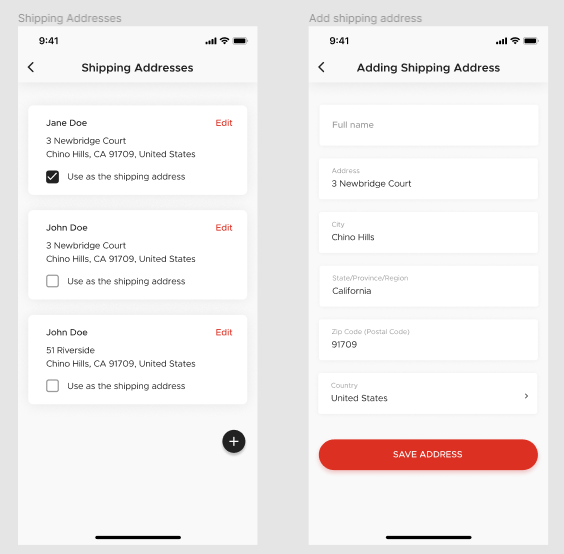 Shipping Addresses
9:41
Shipping Addresses
Jane Doe
Edit
3 Newbridge Court
Chino Hills, CA 91709, United States
Use as the shipping address
John Doe
Edit
3 Newbridge Court
Chino Hills, CA 91709, United States
Use as the shipping address
John Doe
Edit
51 Riverside
Chino Hills, CA 91709, United States
Use as the shipping address
Add shipping address
9:41
Adding Shipping Address
Full name
Address
3 Newbridge Court
City
Chino Hills
State/Province/Region
California
Zip Code (Postal Code)
91709
Country
United States
SAVE ADDRESS